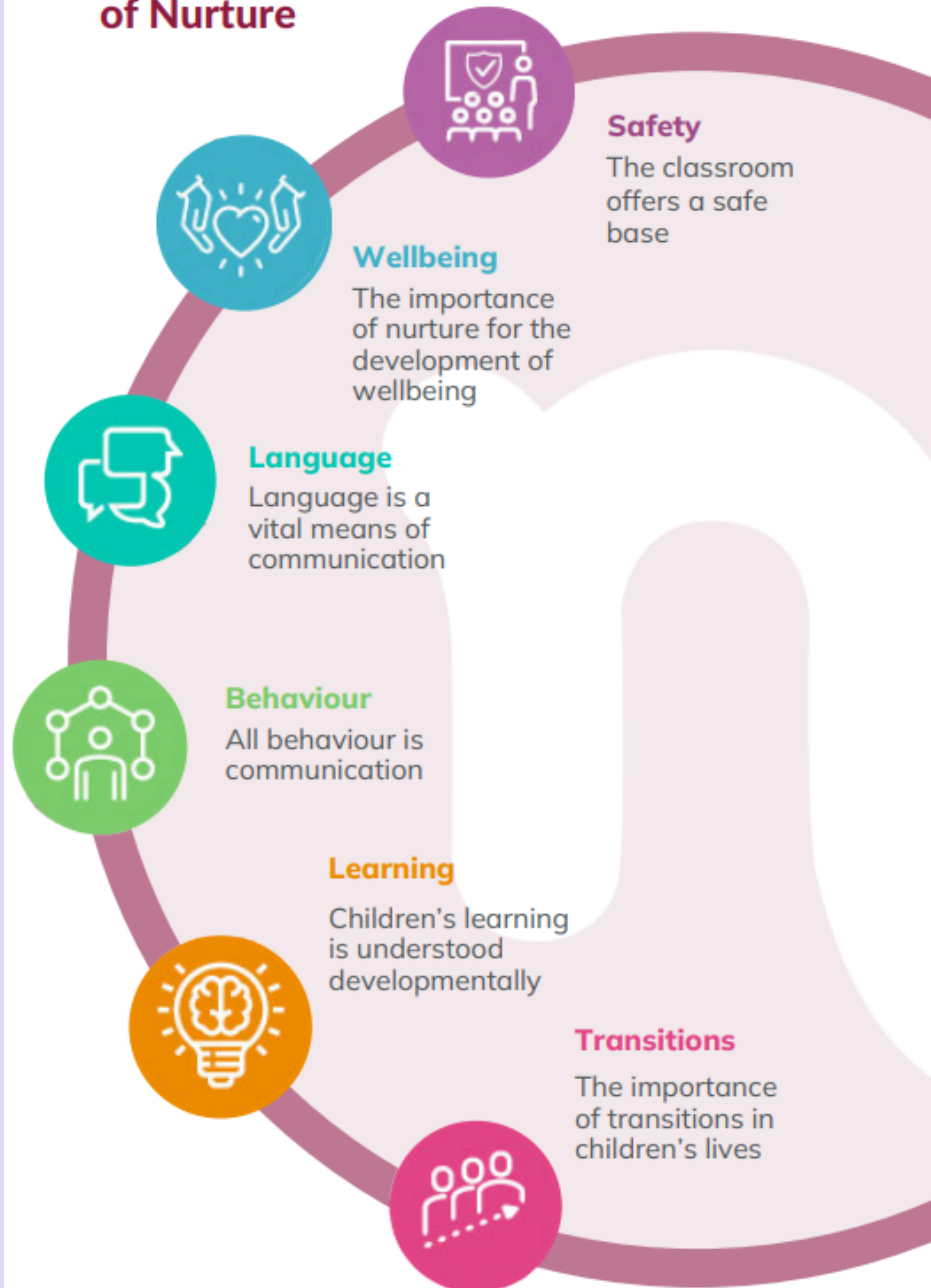 of Nurture
Safety
The classroom
offers a safe
base
Wellbeing
The importance
of nurture for the
development of
wellbeing
Language
Language is a
vital means of
communication
Behaviour
All behaviour is
communication
Learning
Children’s learning
is understood
developmentally
Transitions
The importance
of transitions in
children’s lives